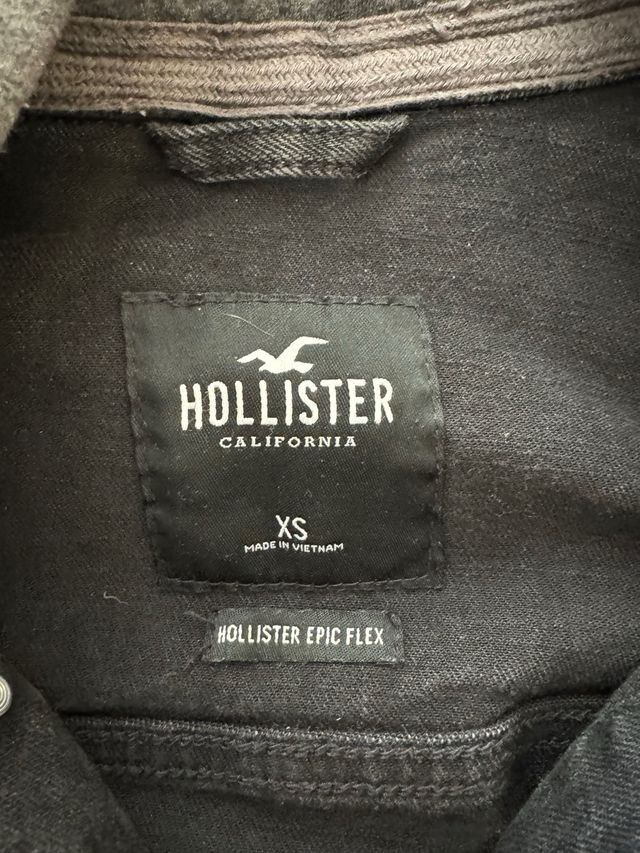 HOLLISTER
CALIFORNIA
XS
MADE IN VIETNAM
HOLLISTER EPIC FLEX